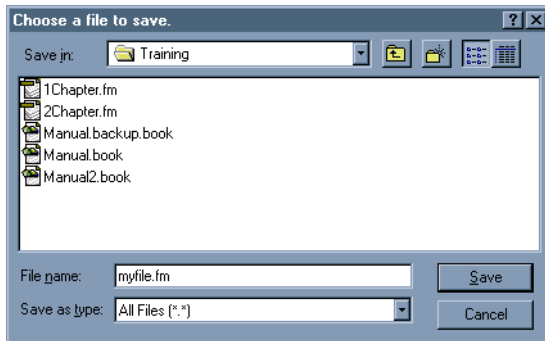 Choose a file to save.
Save in: Training
1Chapter.fm
2Chapter.fm
Manual.backup.book
Manual.book
Manual2.book
File name: myfile.fm Save
Save as type: All Files (*.*) Cancel